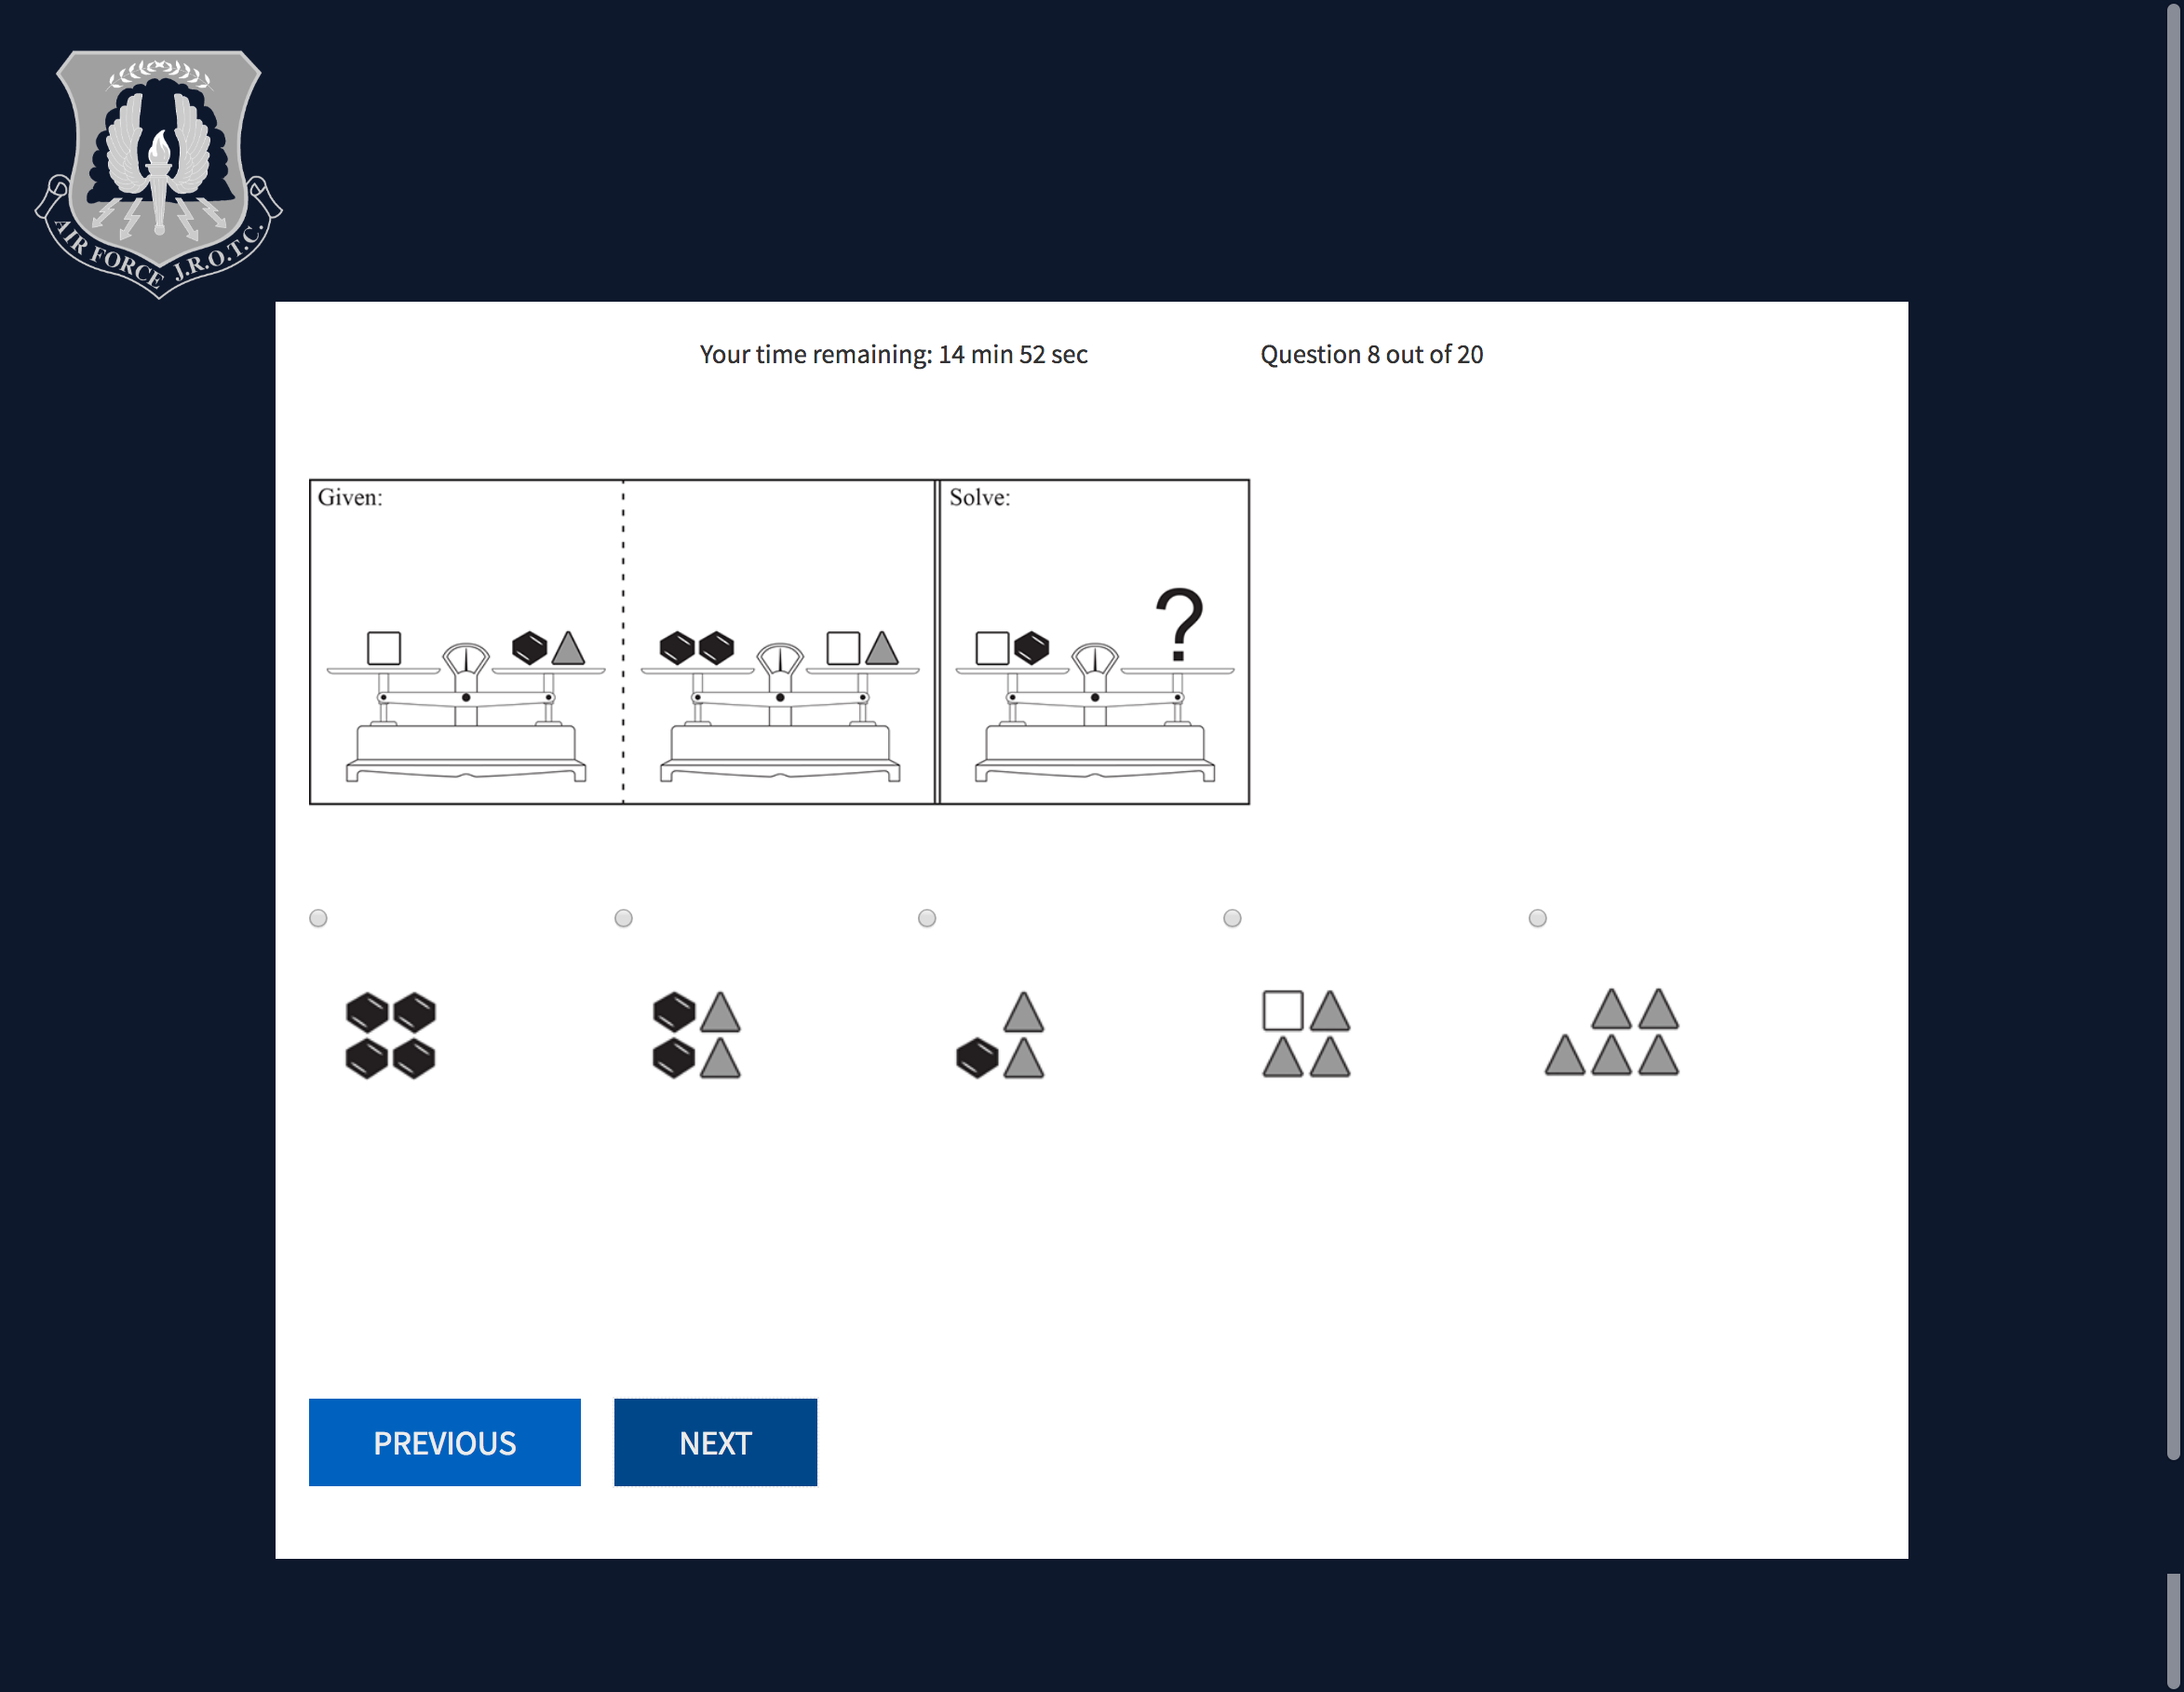 AIR FORCE J.R.O.T.C.
Your time remaining: 14 min 52 sec
Question 8 out of 20
Given:
Solve:
?
PREVIOUS
NEXT